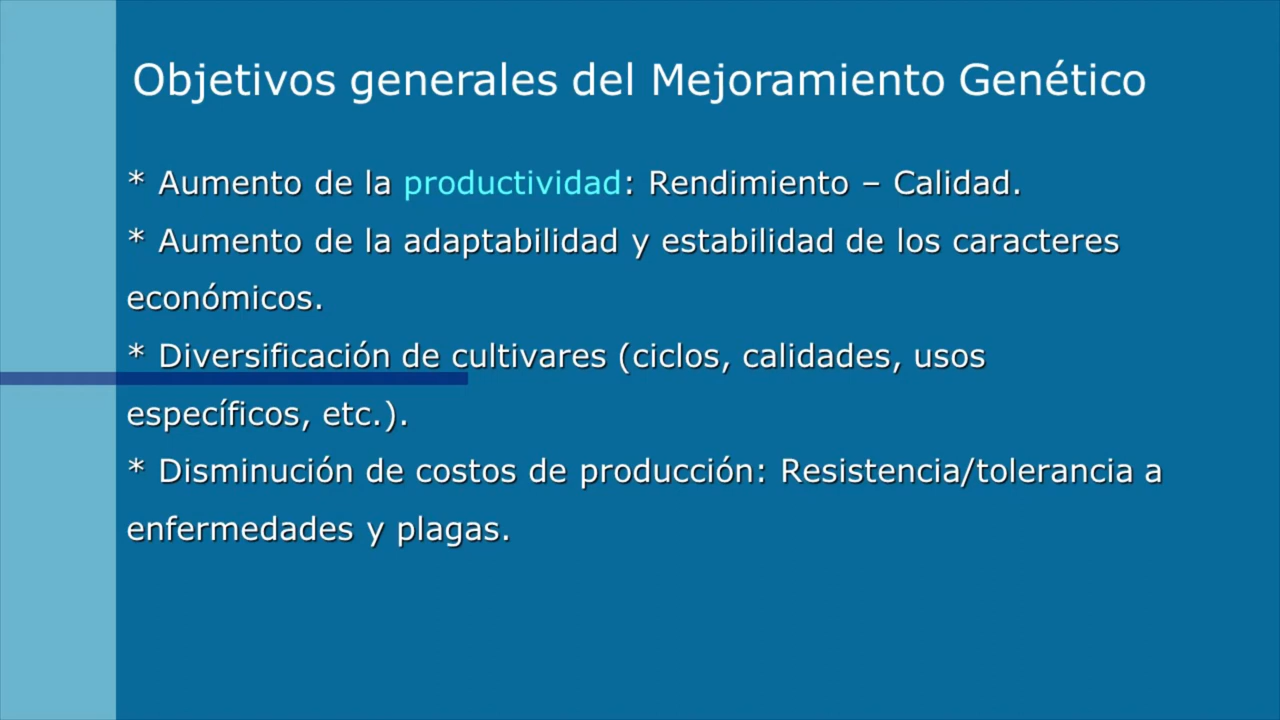 Objetivos generales del Mejoramiento Genético
* Aumento de la productividad: Rendimiento – Calidad.
* Aumento de la adaptabilidad y estabilidad de los caracteres
económicos.
* Diversificación de cultivares (ciclos, calidades, usos
específicos, etc.).
* Disminución de costos de producción: Resistencia/tolerancia a
enfermedades y plagas.